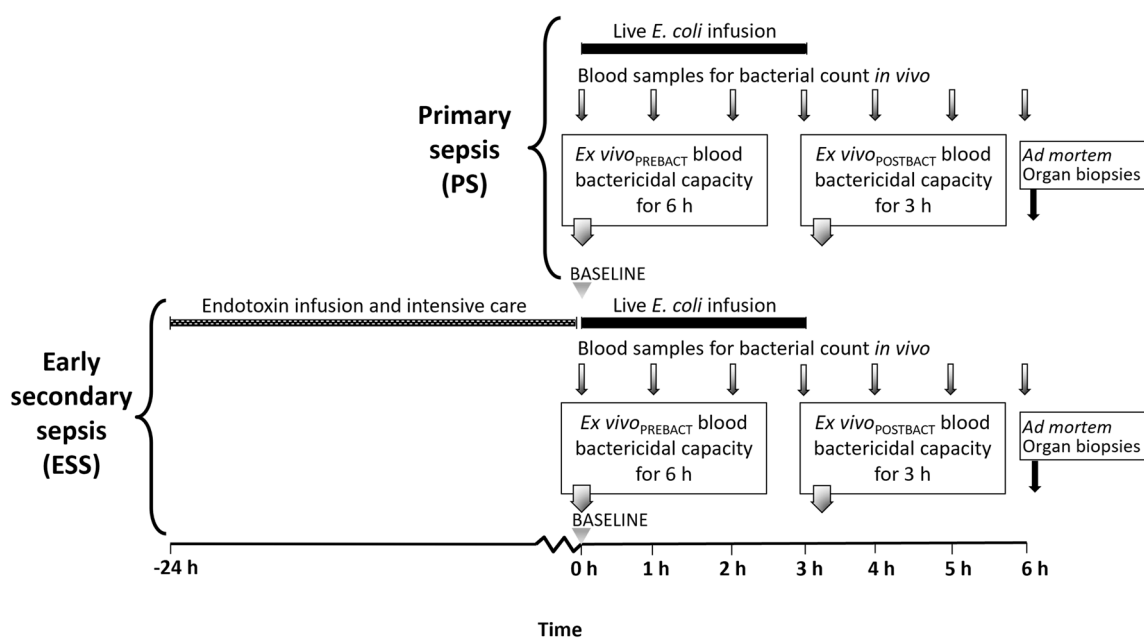 Live E. coli infusion
Blood samples for bacterial count in vivo
Primary
sepsis
(PS)
Ex vivoPREBACT blood
bactericidal capacity
for 6 h
Ex vivoPOSTBACT blood
bactericidal capacity
for 3 h
Ad mortem
Organ biopsies
BASELINE
Endotoxin infusion and intensive care
Live E. coli infusion
Blood samples for bacterial count in vivo
Early
secondary
sepsis
(ESS)
Ex vivoPREBACT blood
bactericidal capacity
for 6 h
Ex vivoPOSTBACT blood
bactericidal capacity
for 3 h
Ad mortem
Organ biopsies
BASELINE
-24 h 0 h 1 h 2 h 3 h 4 h 5 h 6 h
Time